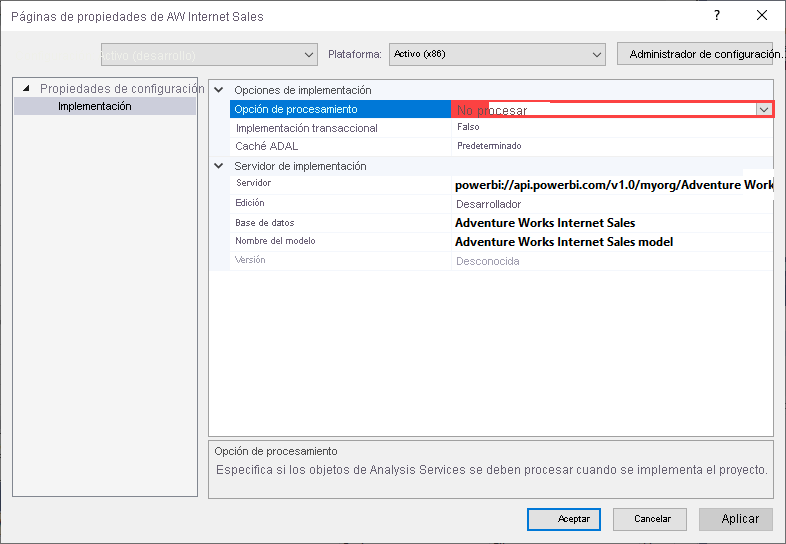 Páginas de propiedades de AW Internet Sales
?
Activo (desarrollo) Plataforma: Activo (x86) Administrador de configuración.
Propiedades de configuración
Implementación
Opciones de implementación
Opción de procesamiento No procesar
Implementación transaccional Falso
Caché ADAL Predeterminado
Servidor de implementación
Servidor powerbi://api.powerbi.com/v1.0/myorg/Adventure Work
Edición Desarrollador
Base de datos Adventure Works Internet Sales
Nombre del modelo Adventure Works Internet Sales model
Versión Desconocida
Opción de procesamiento
Especifica si los objetos de Analysis Services se deben procesar cuando se implementa el proyecto.
Aceptar Cancelar Aplicar